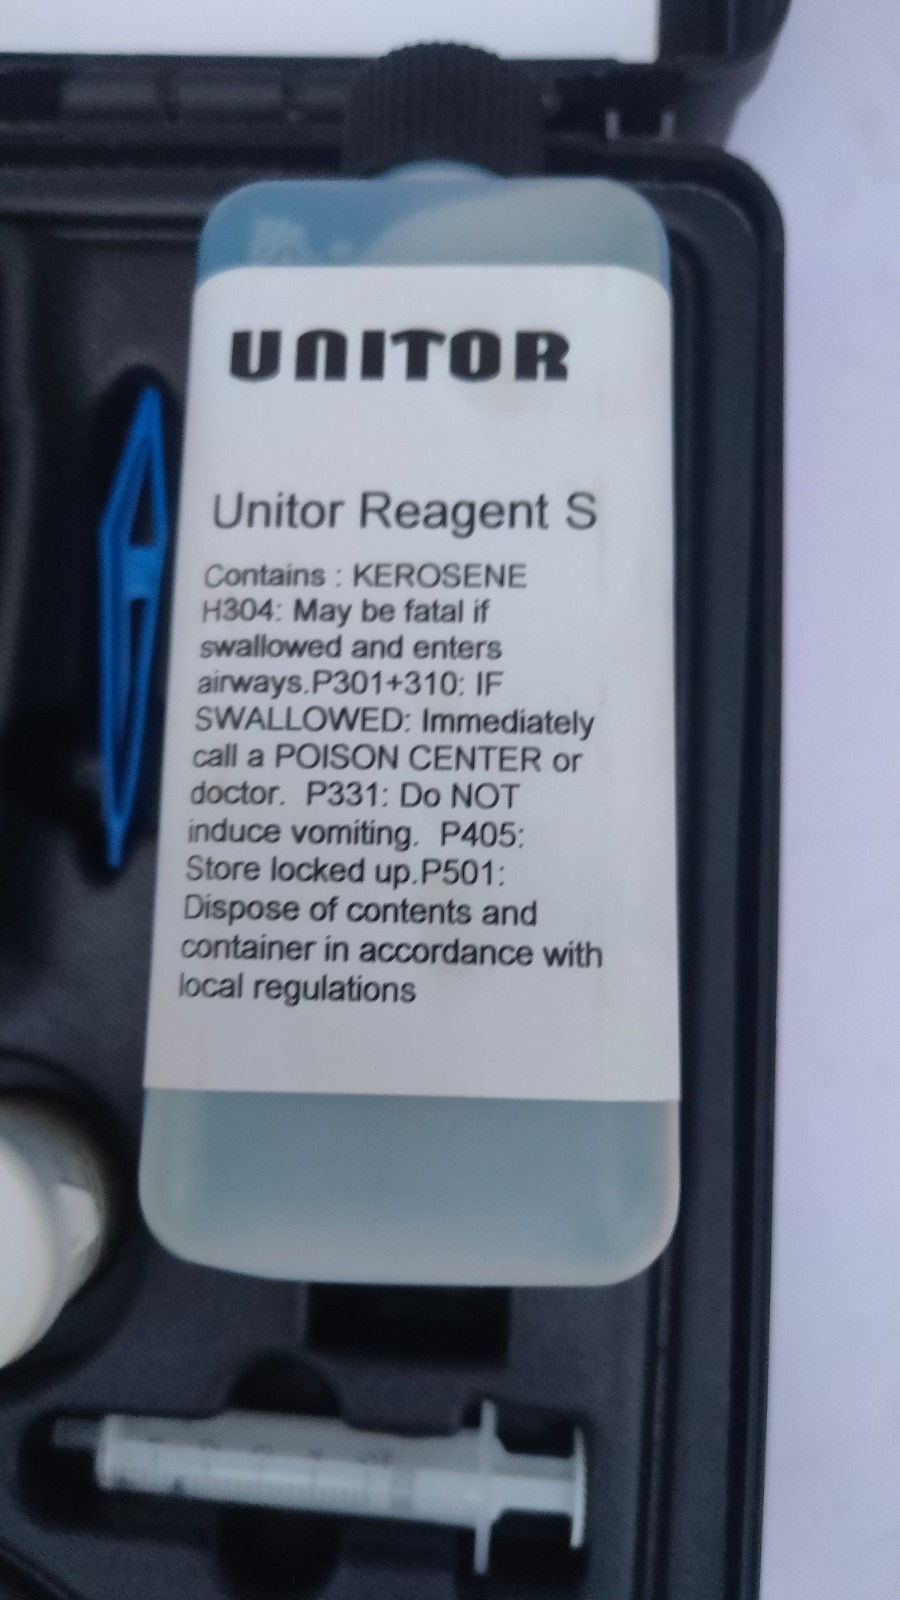 UNITOR
Unitor Reagent S
Contains : KEROSENE
H304: May be fatal if
swallowed and enters
airways.P301+310: IF
SWALLOWED: Immediately
call a POISON CENTER or
doctor.  P331: Do NOT
induce vomiting.  P405:
Store locked up.P501:
Dispose of contents and
container in accordance with
local regulations